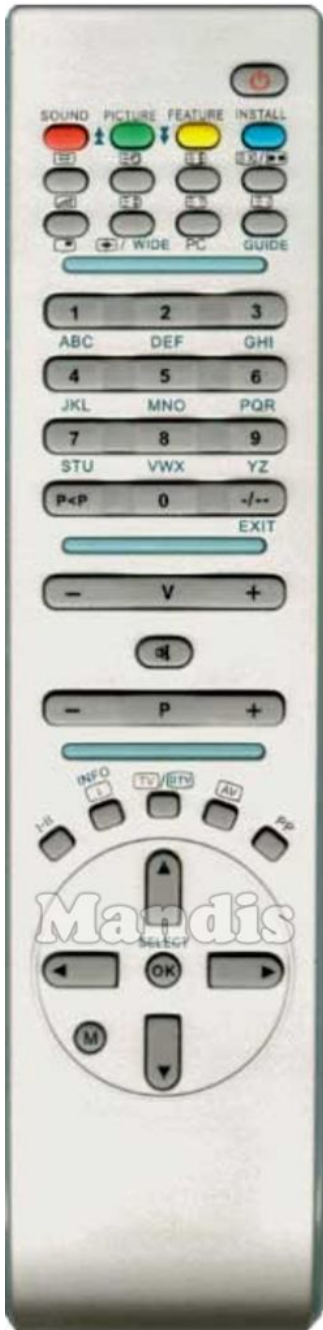 SOUND PICTURE FEATURE INSTALL
WIDE PC GUIDE
1 2 3
ABC DEF GHI
4 5 6
JKL MNO PQR
7 8 9
STU VWX YZ
P<P 0 -/--
EXIT
- V +
- P +
INFO TV/DTV AV
I-II i PP
Mandis
SELECT
OK
M